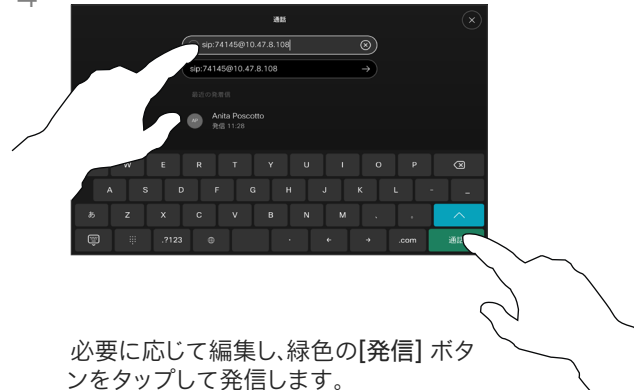 通話
sip:74145@10.47.8.108
sip:74145@10.47.8.108 →
最近の発着信
AP Anita Poscotto
発信 11:28
W E R T Y U I O P
A S D F G H J K L - _
あ Z X C V B N M 、 ,
.?123 . ← → .com 通話
必要に応じて編集し、緑色の[発信] ボタ
ンをタップして発信します。